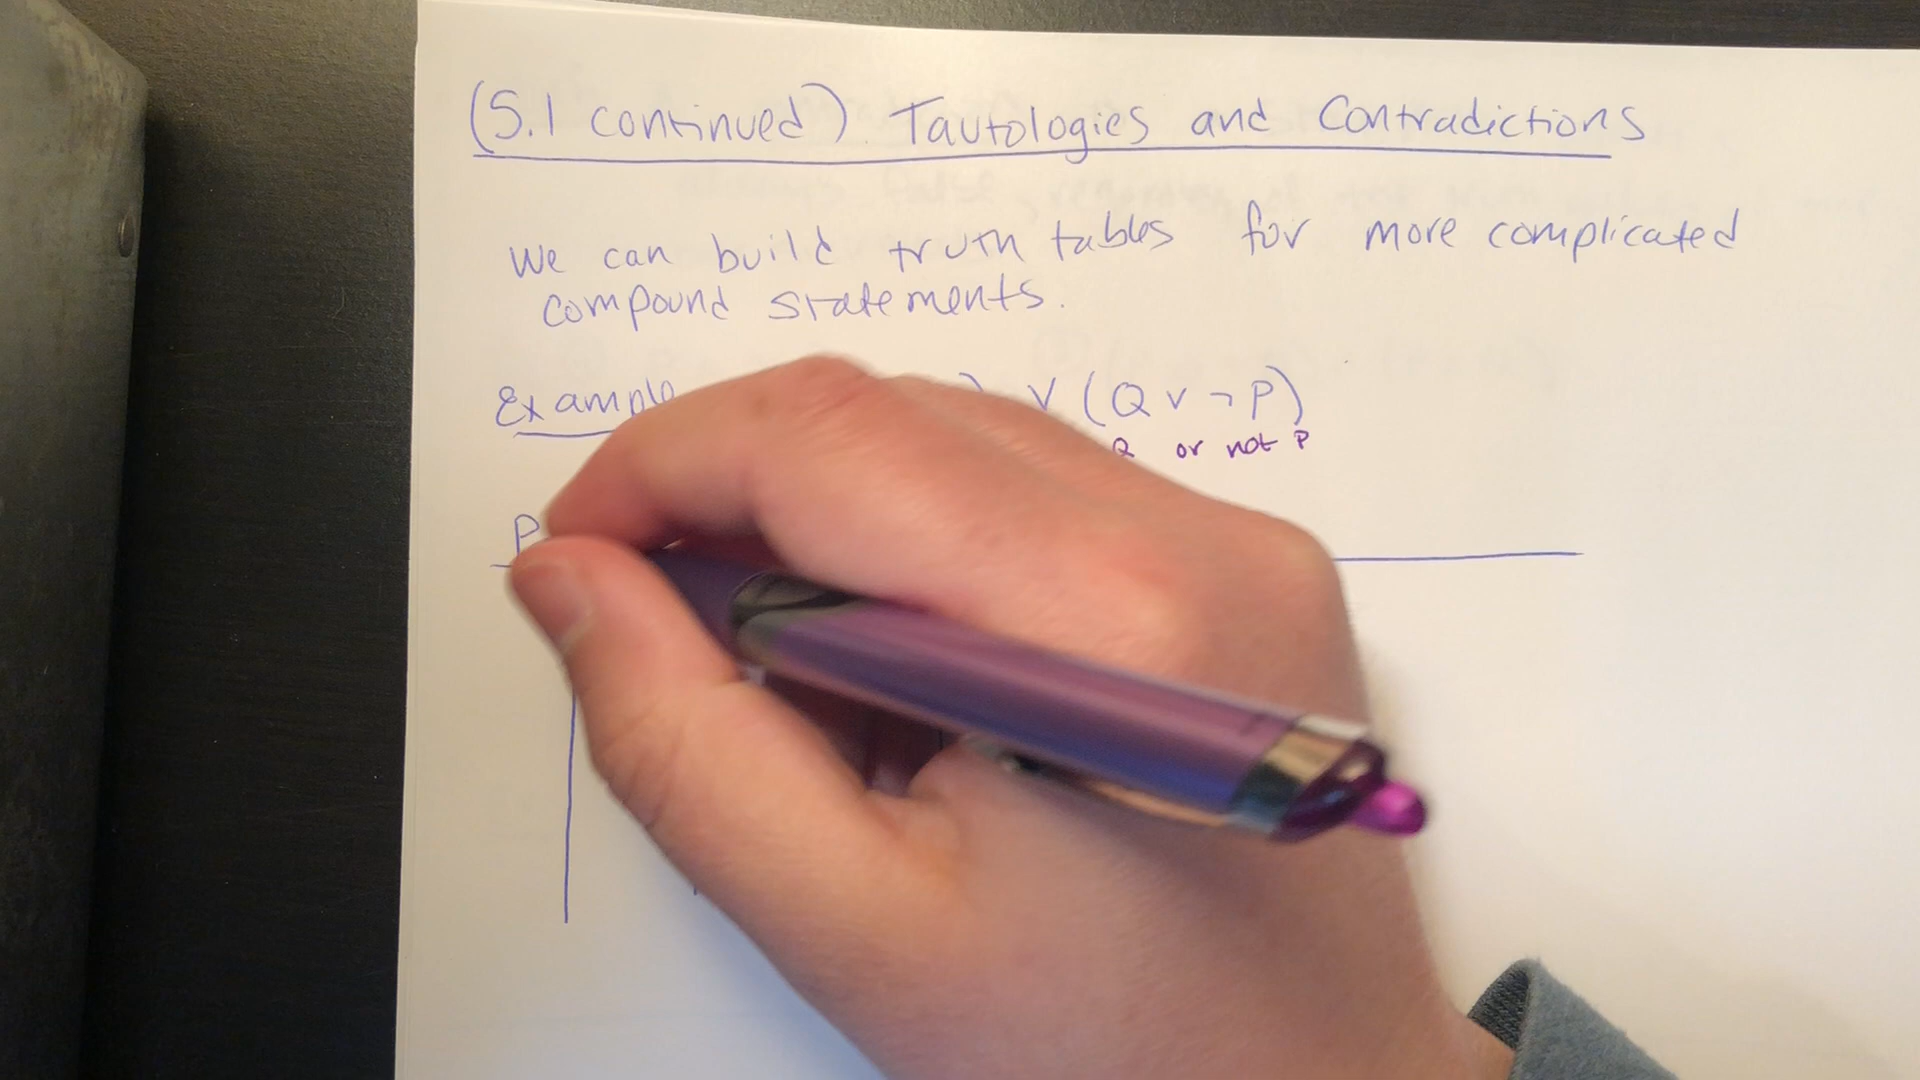 (5.1 continued) Tautologies and Contradictions
We can build truth tables for more complicated
compound statements.
Example ) ∨ (Q ∨ ¬ P)
Q or not P
P